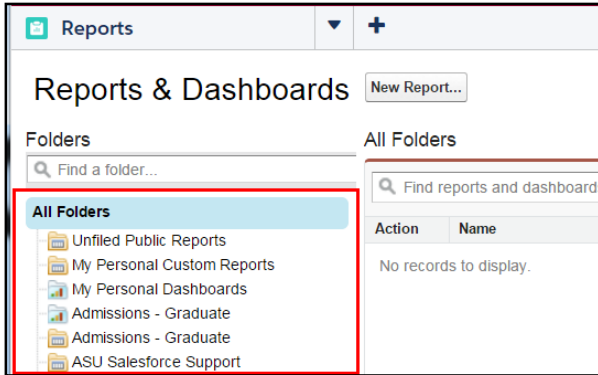 Reports
Reports & Dashboards
New Report...
Folders
Find a folder...
All Folders
Unfiled Public Reports
My Personal Custom Reports
My Personal Dashboards
Admissions - Graduate
Admissions - Graduate
ASU Salesforce Support
All Folders
Find reports and dashboard
Action Name
No records to display.